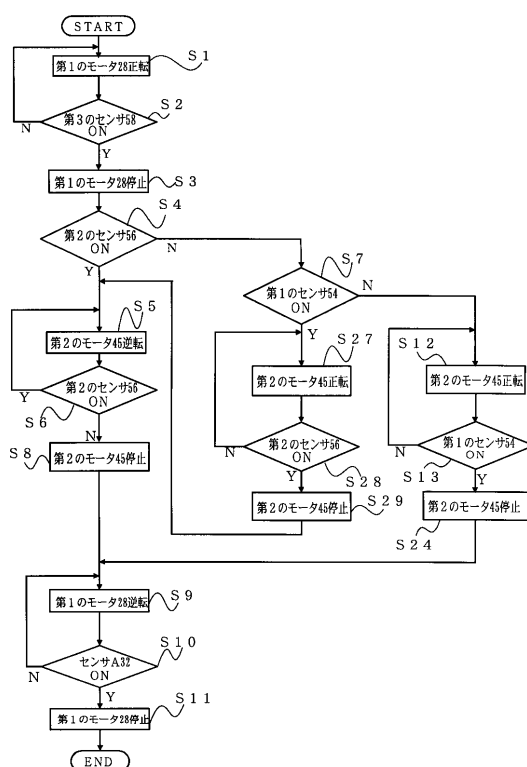 START
第1のモータ28正転
S1
第3のセンサ58
ON
S2
N
Y
第1のモータ28停止
S3
第2のセンサ56
ON
S4
N
Y
第1のセンサ54
ON
S7
N
Y
第2のモータ45逆転
S5
第2のセンサ56
ON
Y
S6
N
第2のモータ45停止
S8
第2のモータ45正転
S27
第2のセンサ56
ON
N
S28
Y
第2のモータ45停止
S29
S12
第2のモータ45正転
第1のセンサ54
ON
N
S13
Y
第2のモータ45停止
S24
第1のモータ28逆転
S9
センサA32
ON
S10
N
Y
第1のモータ28停止
S11
END